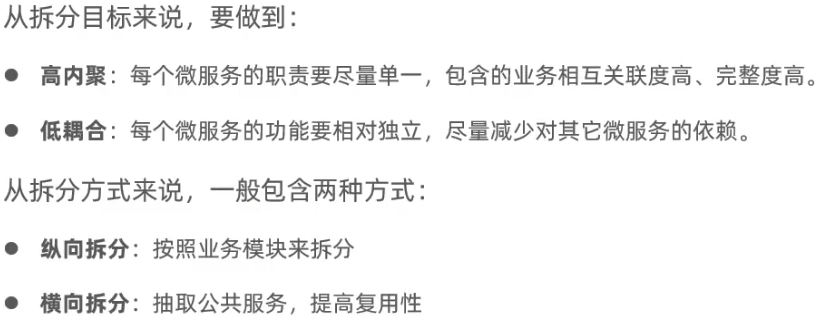 从拆分目标来说，要做到：
● 高内聚：每个微服务的职责要尽量单一，包含的业务相互关联度高、完整度高。
● 低耦合：每个微服务的功能要相对独立，尽量减少对其它微服务的依赖。
从拆分方式来说，一般包含两种方式：
● 纵向拆分：按照业务模块来拆分
● 横向拆分：抽取公共服务，提高复用性